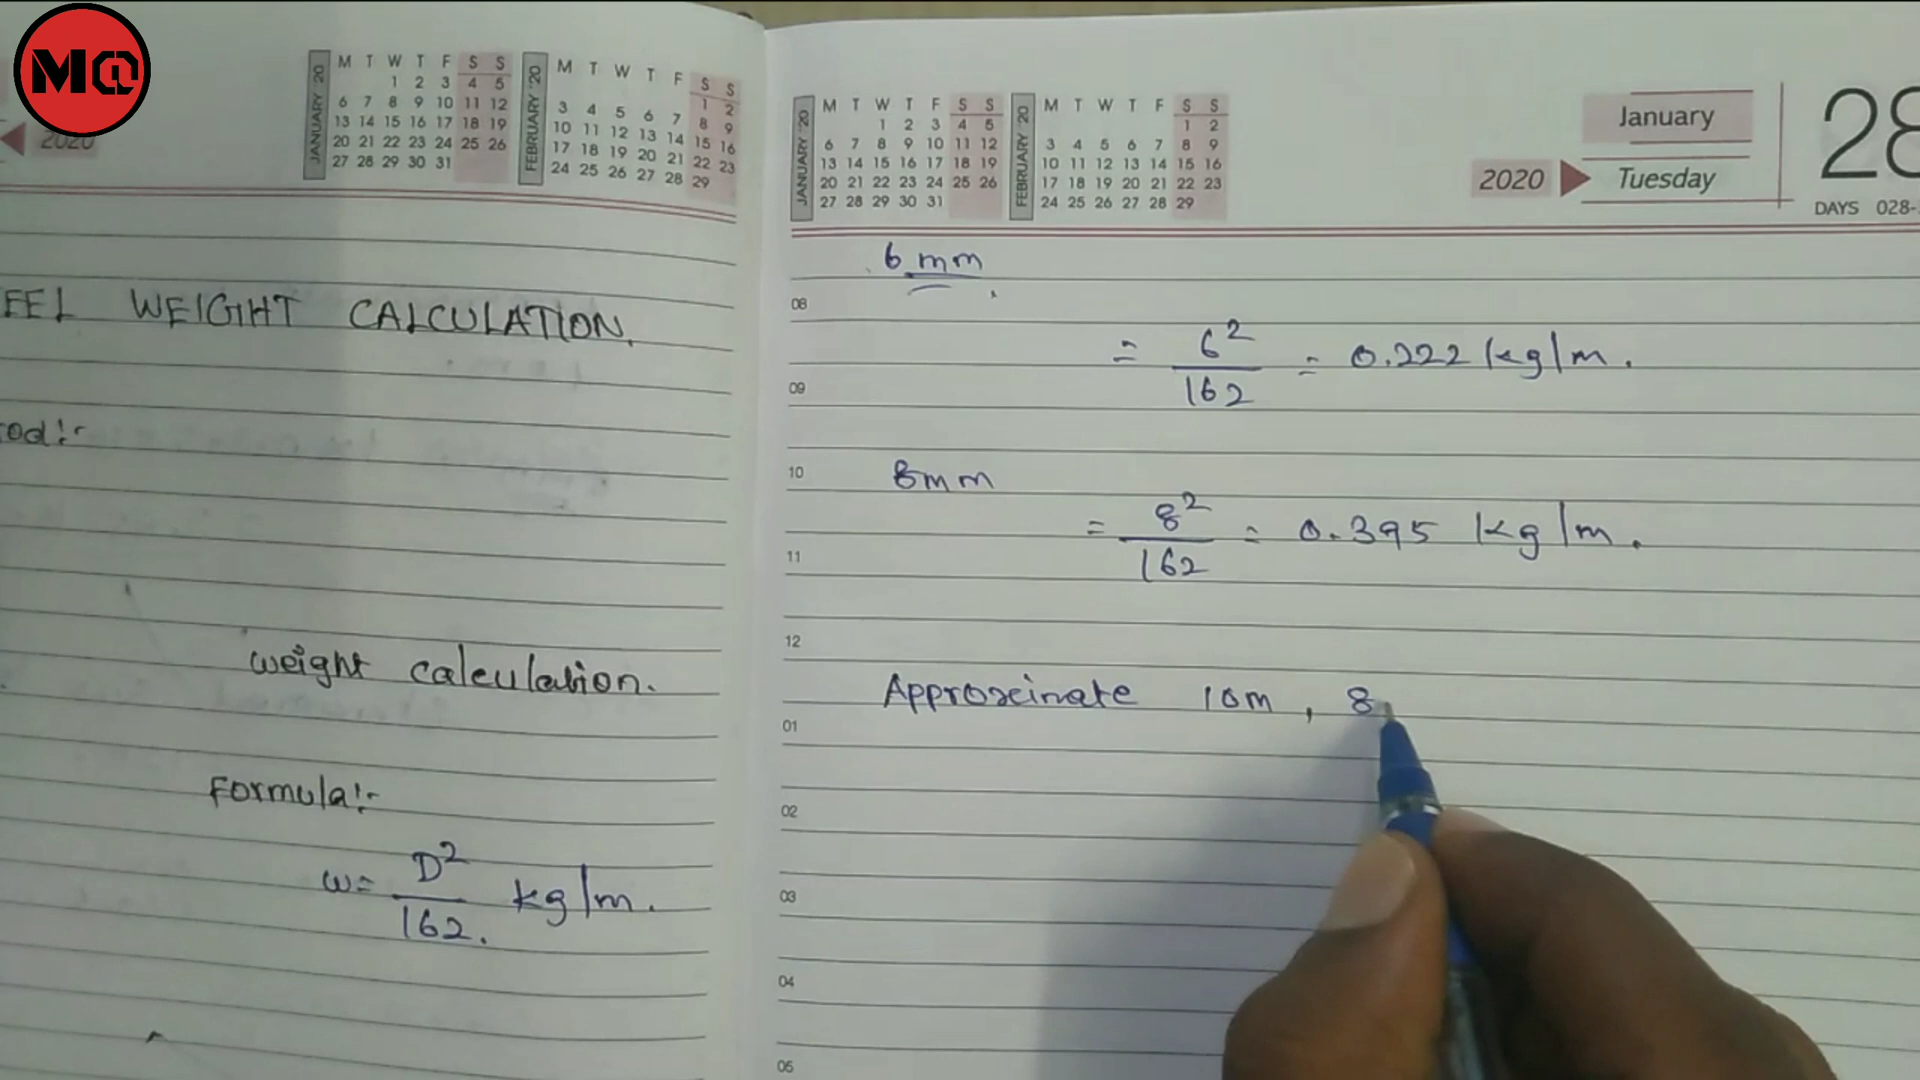 M@
2020
JANUARY '20
M T W T F S S
1 2 3 4 5
6 7 8 9 10 11 12
13 14 15 16 17 18 19
20 21 22 23 24 25 26
27 28 29 30 31
FEBRUARY '20
M T W T F S S
1 2
3 4 5 6 7 8 9
10 11 12 13 14 15 16
17 18 19 20 21 22 23
24 25 26 27 28 29
EEL WEIGHT CALCULATION.
od:-
weight calculation.
Formula:-
w= D²/162. kg/m.
JANUARY '20
M T W T F S S
1 2 3 4 5
6 7 8 9 10 11 12
13 14 15 16 17 18 19
20 21 22 23 24 25 26
27 28 29 30 31
FEBRUARY '20
M T W T F S S
1 2
3 4 5 6 7 8 9
10 11 12 13 14 15 16
17 18 19 20 21 22 23
24 25 26 27 28 29
2020
January
Tuesday
28
DAYS 028-
6mm
08
= 6²/162 = 0.222 kg/m.
09
10 8mm
= 8²/162 = 0.395 kg/m.
11
12
Approximate 10m, 8
01
02
03
04
05